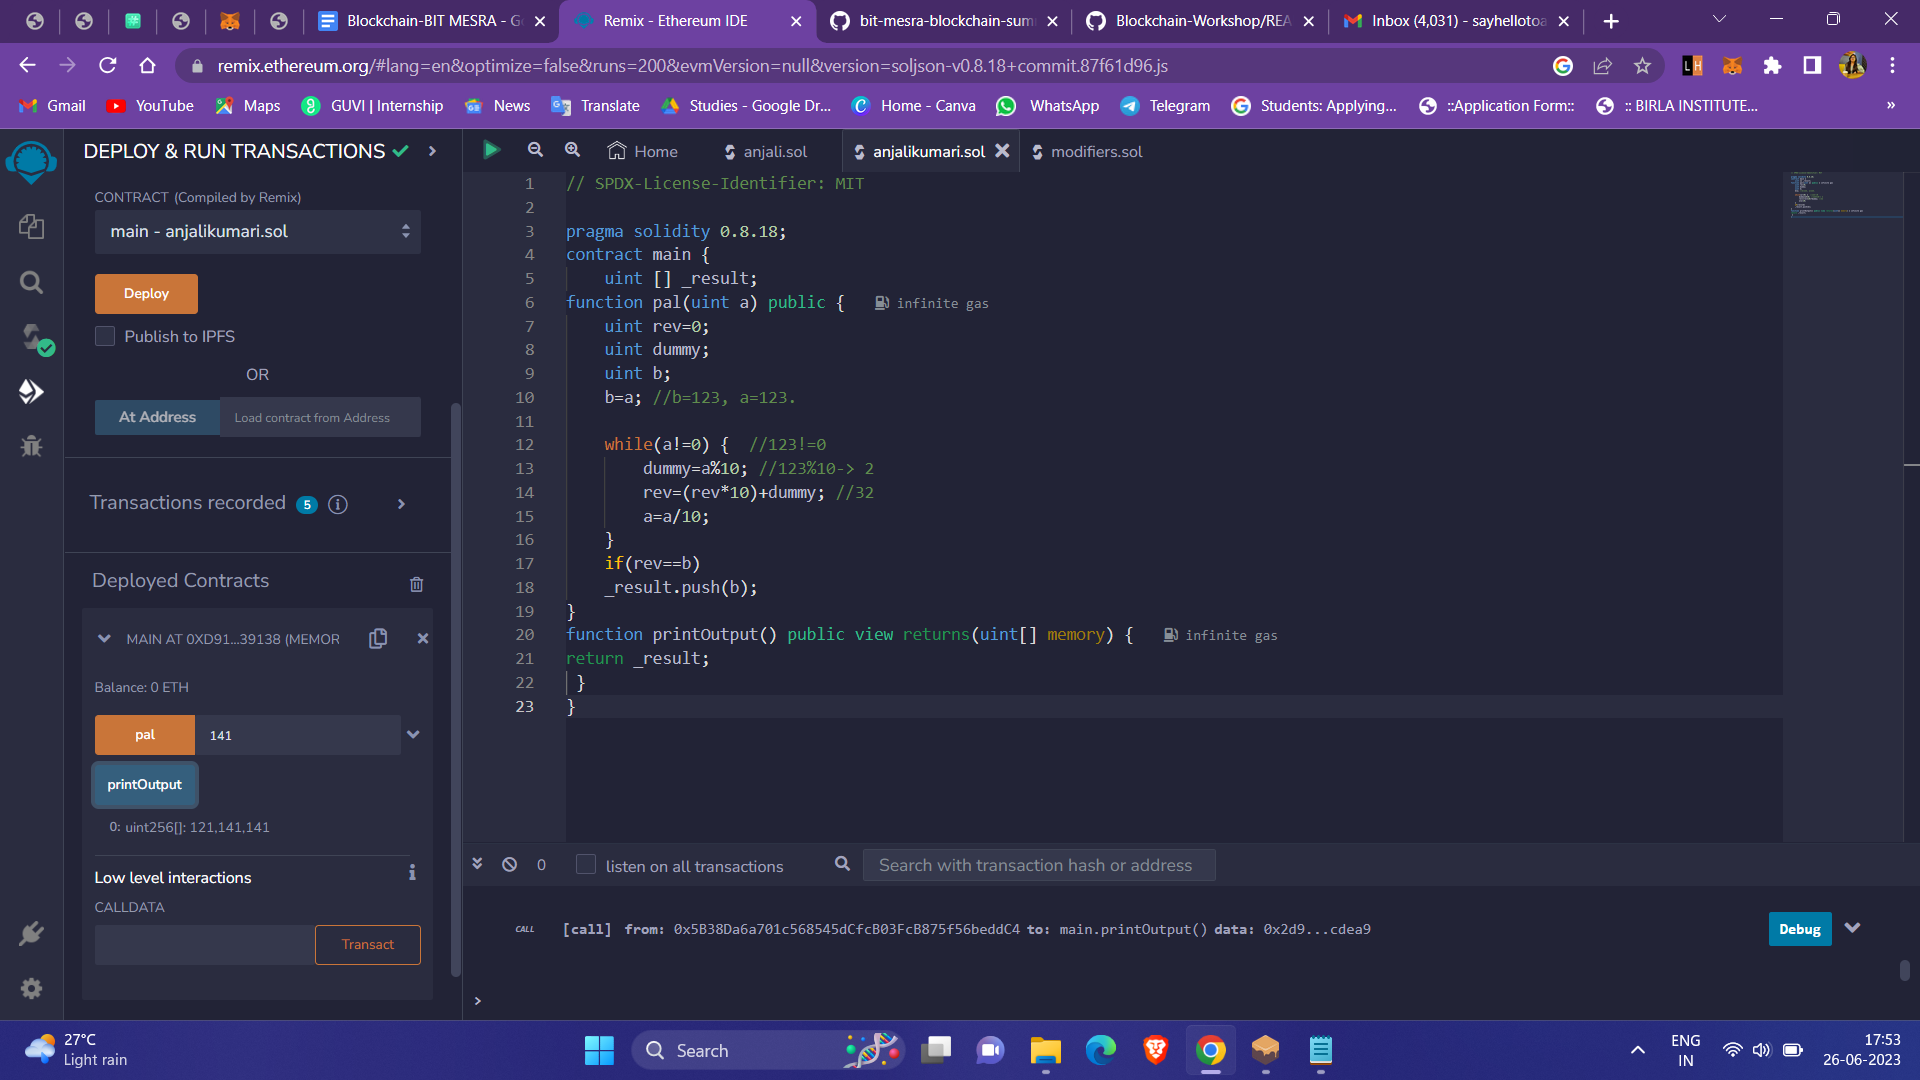 Blockchain-BIT MESRA - G
Remix - Ethereum IDE
bit-mesra-blockchain-sum
Blockchain-Workshop/REA
Inbox (4,031) - sayhellotoa
remix.ethereum.org/#lang=en&optimize=false&runs=200&evmVersion=null&version=soljson-v0.8.18+commit.87f61d96.js
Gmail
YouTube
Maps
GUVI | Internship
News
Translate
Studies - Google Dr...
Home - Canva
WhatsApp
Telegram
Students: Applying...
::Application Form::
:: BIRLA INSTITUTE...
»
DEPLOY & RUN TRANSACTIONS
CONTRACT (Compiled by Remix)
main - anjalikumari.sol
Deploy
Publish to IPFS
OR
At Address
Load contract from Address
Transactions recorded 5
Deployed Contracts
MAIN AT 0XD91...39138 (MEMOR
Balance: 0 ETH
pal
141
printOutput
0: uint256[]: 121,141,141
Low level interactions
CALLDATA
Transact
Home
anjali.sol
anjalikumari.sol
modifiers.sol
1 // SPDX-License-Identifier: MIT
2
3 pragma solidity 0.8.18;
4 contract main {
5 uint [] _result;
6 function pal(uint a) public { infinite gas
7 uint rev=0;
8 uint dummy;
9 uint b;
10 b=a; //b=123, a=123.
11
12 while(a!=0) { //123!=0
13 dummy=a%10; //123%10-> 2
14 rev=(rev*10)+dummy; //32
15 a=a/10;
16 }
17 if(rev==b)
18 _result.push(b);
19 }
20 function printOutput() public view returns(uint[] memory) { infinite gas
21 return _result;
22 }
23 }
0
listen on all transactions
Search with transaction hash or address
CALL [call] from: 0x5B38Da6a701c568545dCfcB03FcB875f56beddC4 to: main.printOutput() data: 0x2d9...cdea9
Debug
>
27°C
Light rain
Search
ENG
IN
17:53
26-06-2023